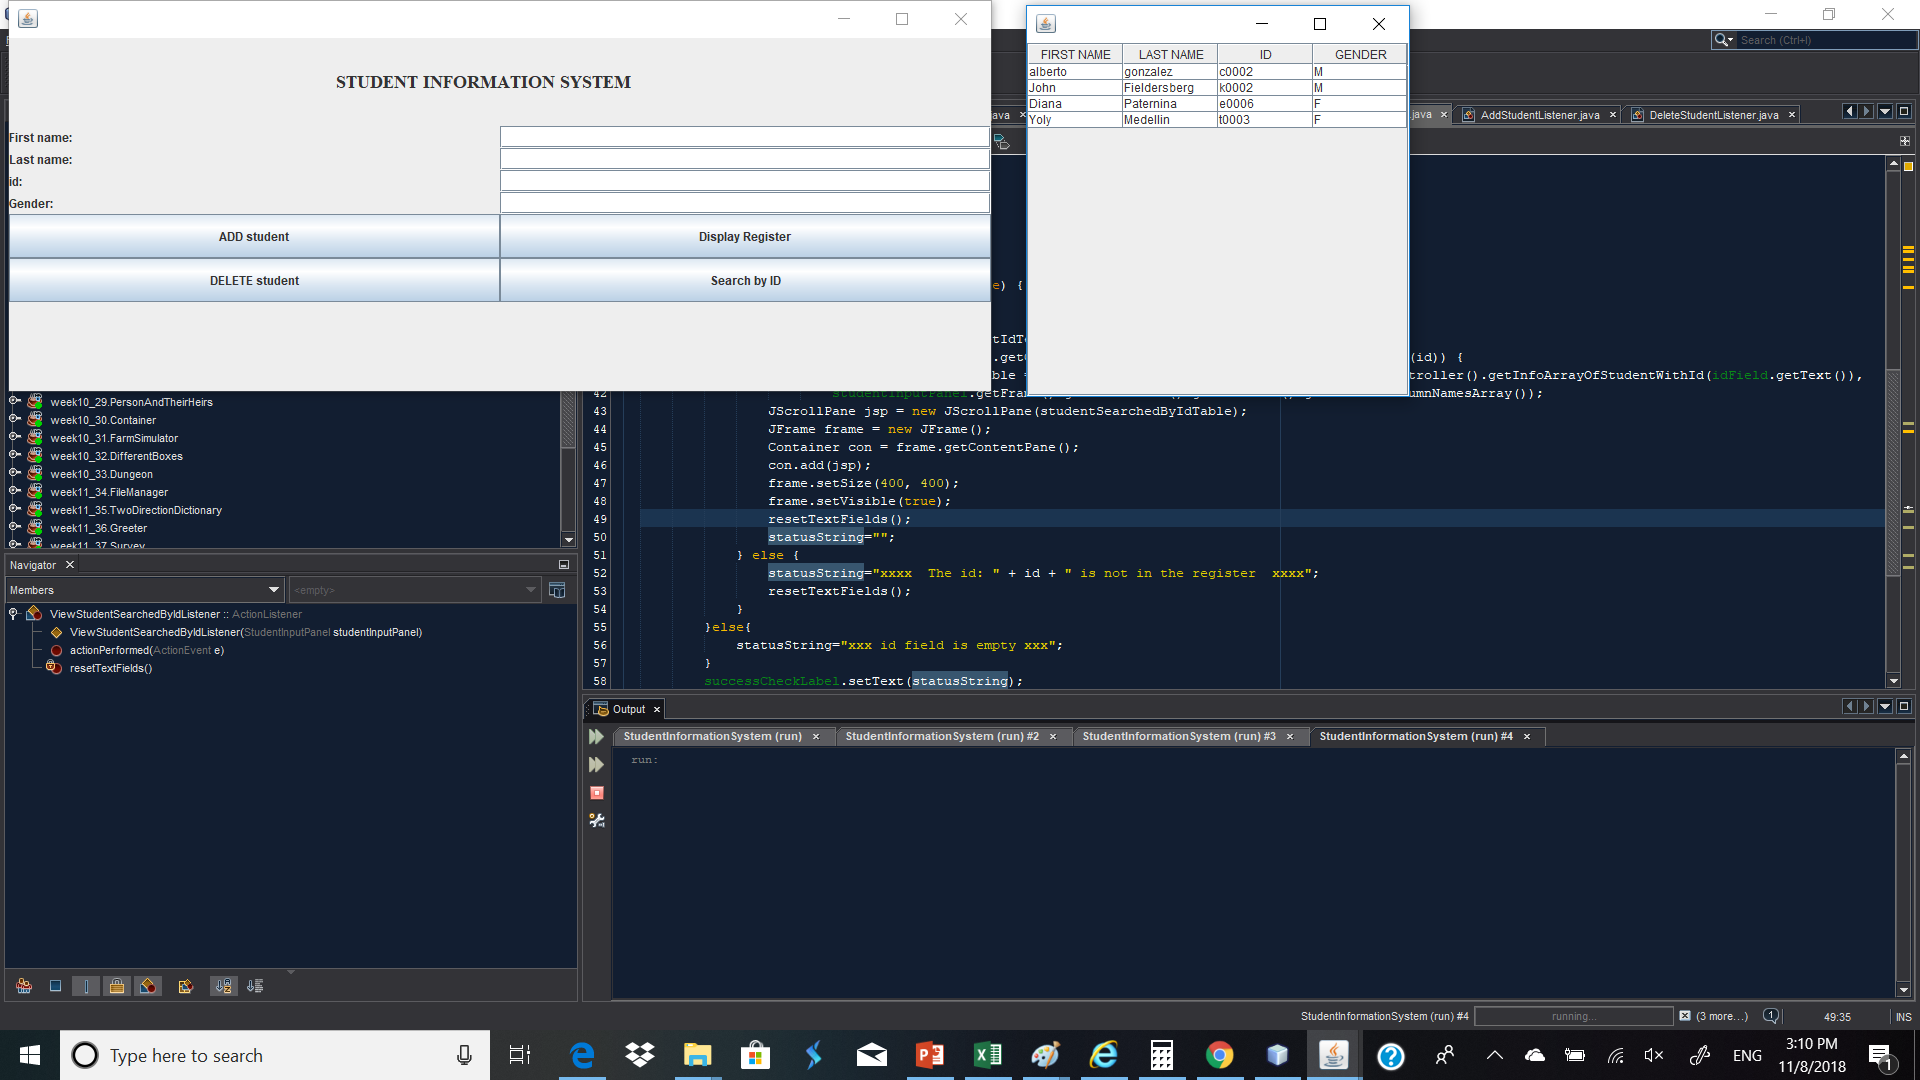 STUDENT INFORMATION SYSTEM
First name:
Last name:
id:
Gender:
ADD student
Display Register
DELETE student
Search by ID
FIRST NAME LAST NAME ID GENDER
alberto gonzalez c0002 M
John Fieldersberg k0002 M
Diana Paternina e0006 F
Yoly Medellin t0003 F
Search (Ctrl+I)
AddStudentListener.java
DeleteStudentListener.java
week10_29.PersonAndTheirHeirs
week10_30.Container
week10_31.FarmSimulator
week10_32.DifferentBoxes
week10_33.Dungeon
week11_34.FileManager
week11_35.TwoDirectionDictionary
week11_36.Greeter
week11_37.Survey
e) {
(id)) {
troller().getInfoArrayOfStudentWithId(idField.getText()),
umnNamesArray());
43 JScrollPane jsp = new JScrollPane(studentSearchedByIdTable);
44 JFrame frame = new JFrame();
45 Container con = frame.getContentPane();
46 con.add(jsp);
47 frame.setSize(400, 400);
48 frame.setVisible(true);
49 resetTextFields();
50 statusString="";
51 } else {
52 statusString="xxxx  The id: " + id + " is not in the register  xxxx";
53 resetTextFields();
54 }
55 }else{
56 statusString="xxx id field is empty xxx";
57 }
58 successCheckLabel.setText(statusString);
Navigator
Members
<empty>
ViewStudentSearchedByIdListener :: ActionListener
ViewStudentSearchedByIdListener(StudentInputPanel studentInputPanel)
actionPerformed(ActionEvent e)
resetTextFields()
Output
StudentInformationSystem (run)
StudentInformationSystem (run) #2
StudentInformationSystem (run) #3
StudentInformationSystem (run) #4
run:
StudentInformationSystem (run) #4
running...
(3 more...)
1
49:35
INS
Type here to search
ENG
3:10 PM
11/8/2018
1